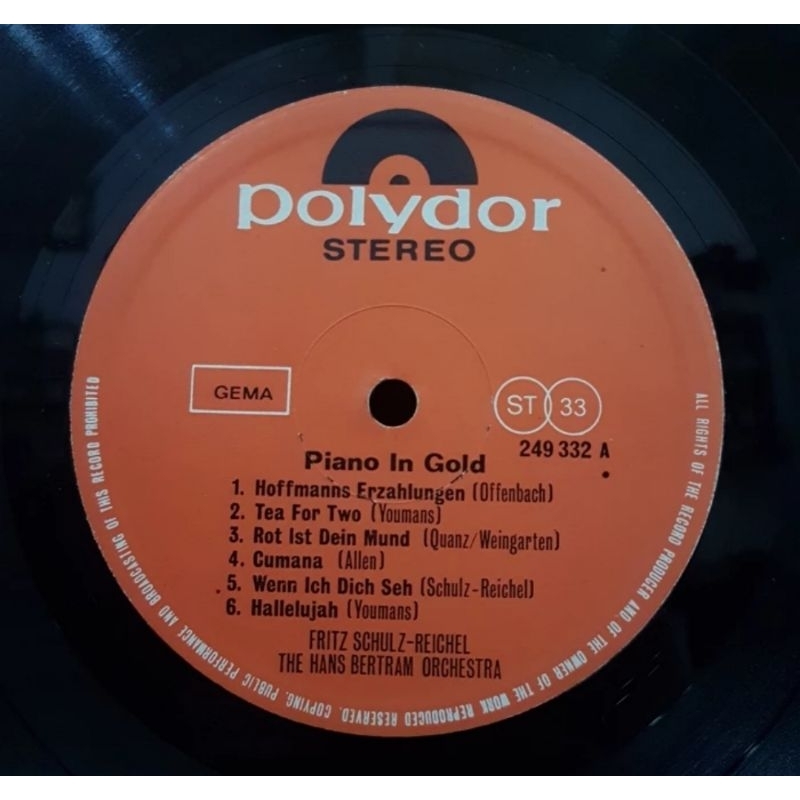 polydor
STEREO
GEMA
ST 33
249 332 A
Piano In Gold
1. Hoffmanns Erzahlungen (Offenbach)
2. Tea For Two (Youmans)
3. Rot Ist Dein Mund (Quanz/Weingarten)
4. Cumana (Allen)
5. Wenn Ich Dich Seh (Schulz-Reichel)
6. Hallelujah (Youmans)
FRITZ SCHULZ-REICHEL
THE HANS BERTRAM ORCHESTRA
ALL RIGHTS OF THE RECORD PRODUCER AND OF THE OWNER OF THE WORK REPRODUCED RESERVED. COPYING, PUBLIC PERFORMANCE AND BROADCASTING OF THIS RECORD PROHIBITED